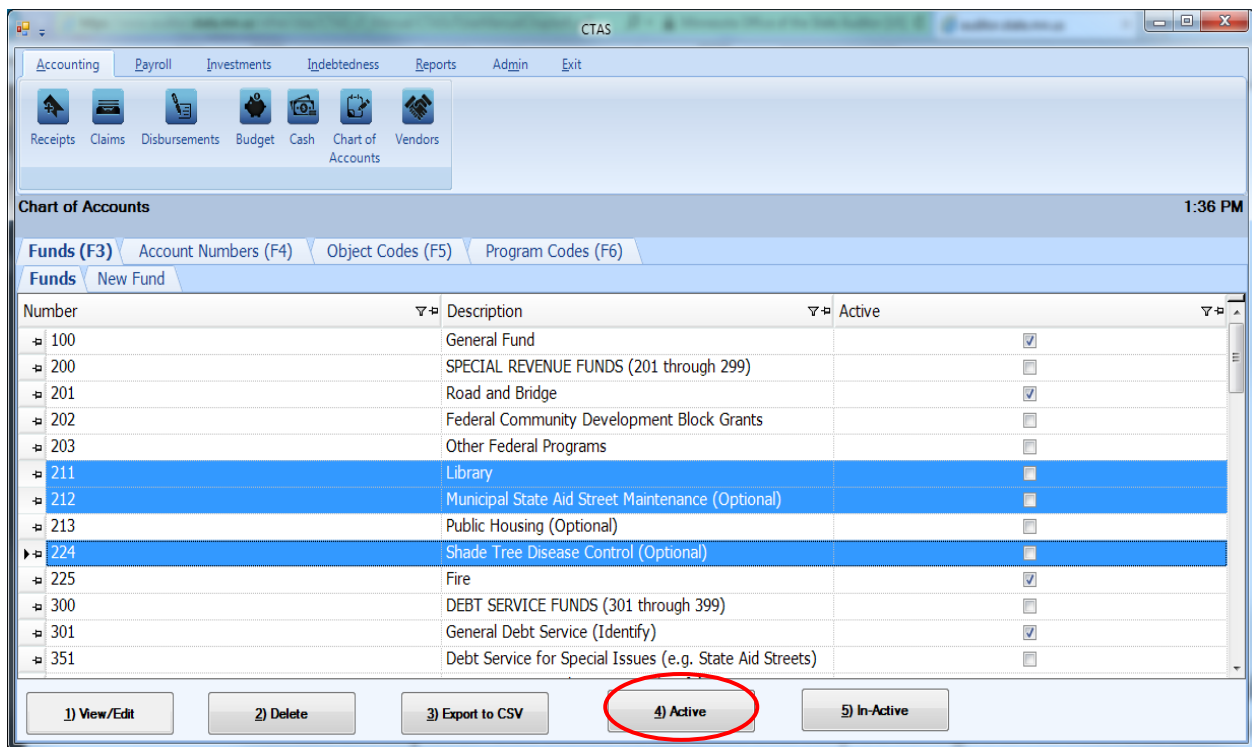 CTAS
Accounting Payroll Investments Indebtedness Reports Admin Exit
Receipts Claims Disbursements Budget Cash Chart of Accounts Vendors
Chart of Accounts 1:36 PM
Funds (F3) Account Numbers (F4) Object Codes (F5) Program Codes (F6)
Funds New Fund
Number Description Active
100 General Fund
200 SPECIAL REVENUE FUNDS (201 through 299)
201 Road and Bridge
202 Federal Community Development Block Grants
203 Other Federal Programs
211 Library
212 Municipal State Aid Street Maintenance (Optional)
213 Public Housing (Optional)
224 Shade Tree Disease Control (Optional)
225 Fire
300 DEBT SERVICE FUNDS (301 through 399)
301 General Debt Service (Identify)
351 Debt Service for Special Issues (e.g. State Aid Streets)
1) View/Edit 2) Delete 3) Export to CSV 4) Active 5) In-Active